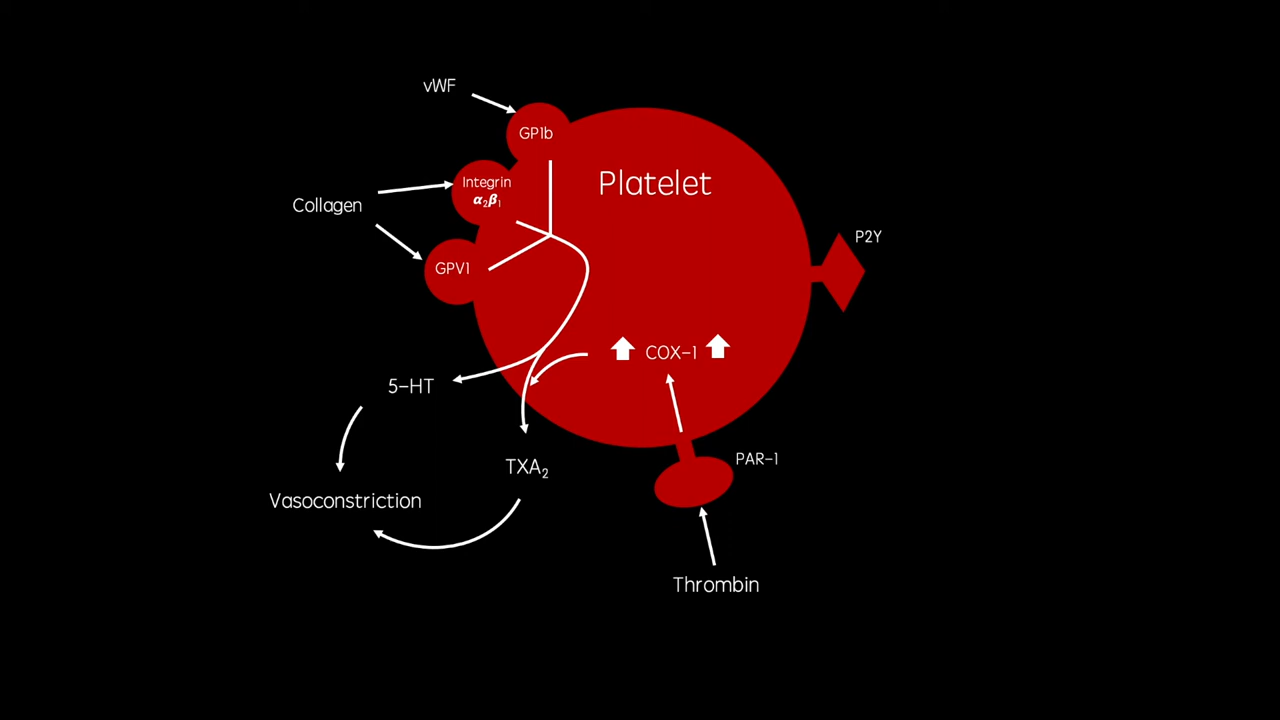 vWF
GP1b
Platelet
Integrin
α₂β₁
Collagen
P2Y
GPV1
COX-1
5-HT
PAR-1
TXA₂
Vasoconstriction
Thrombin